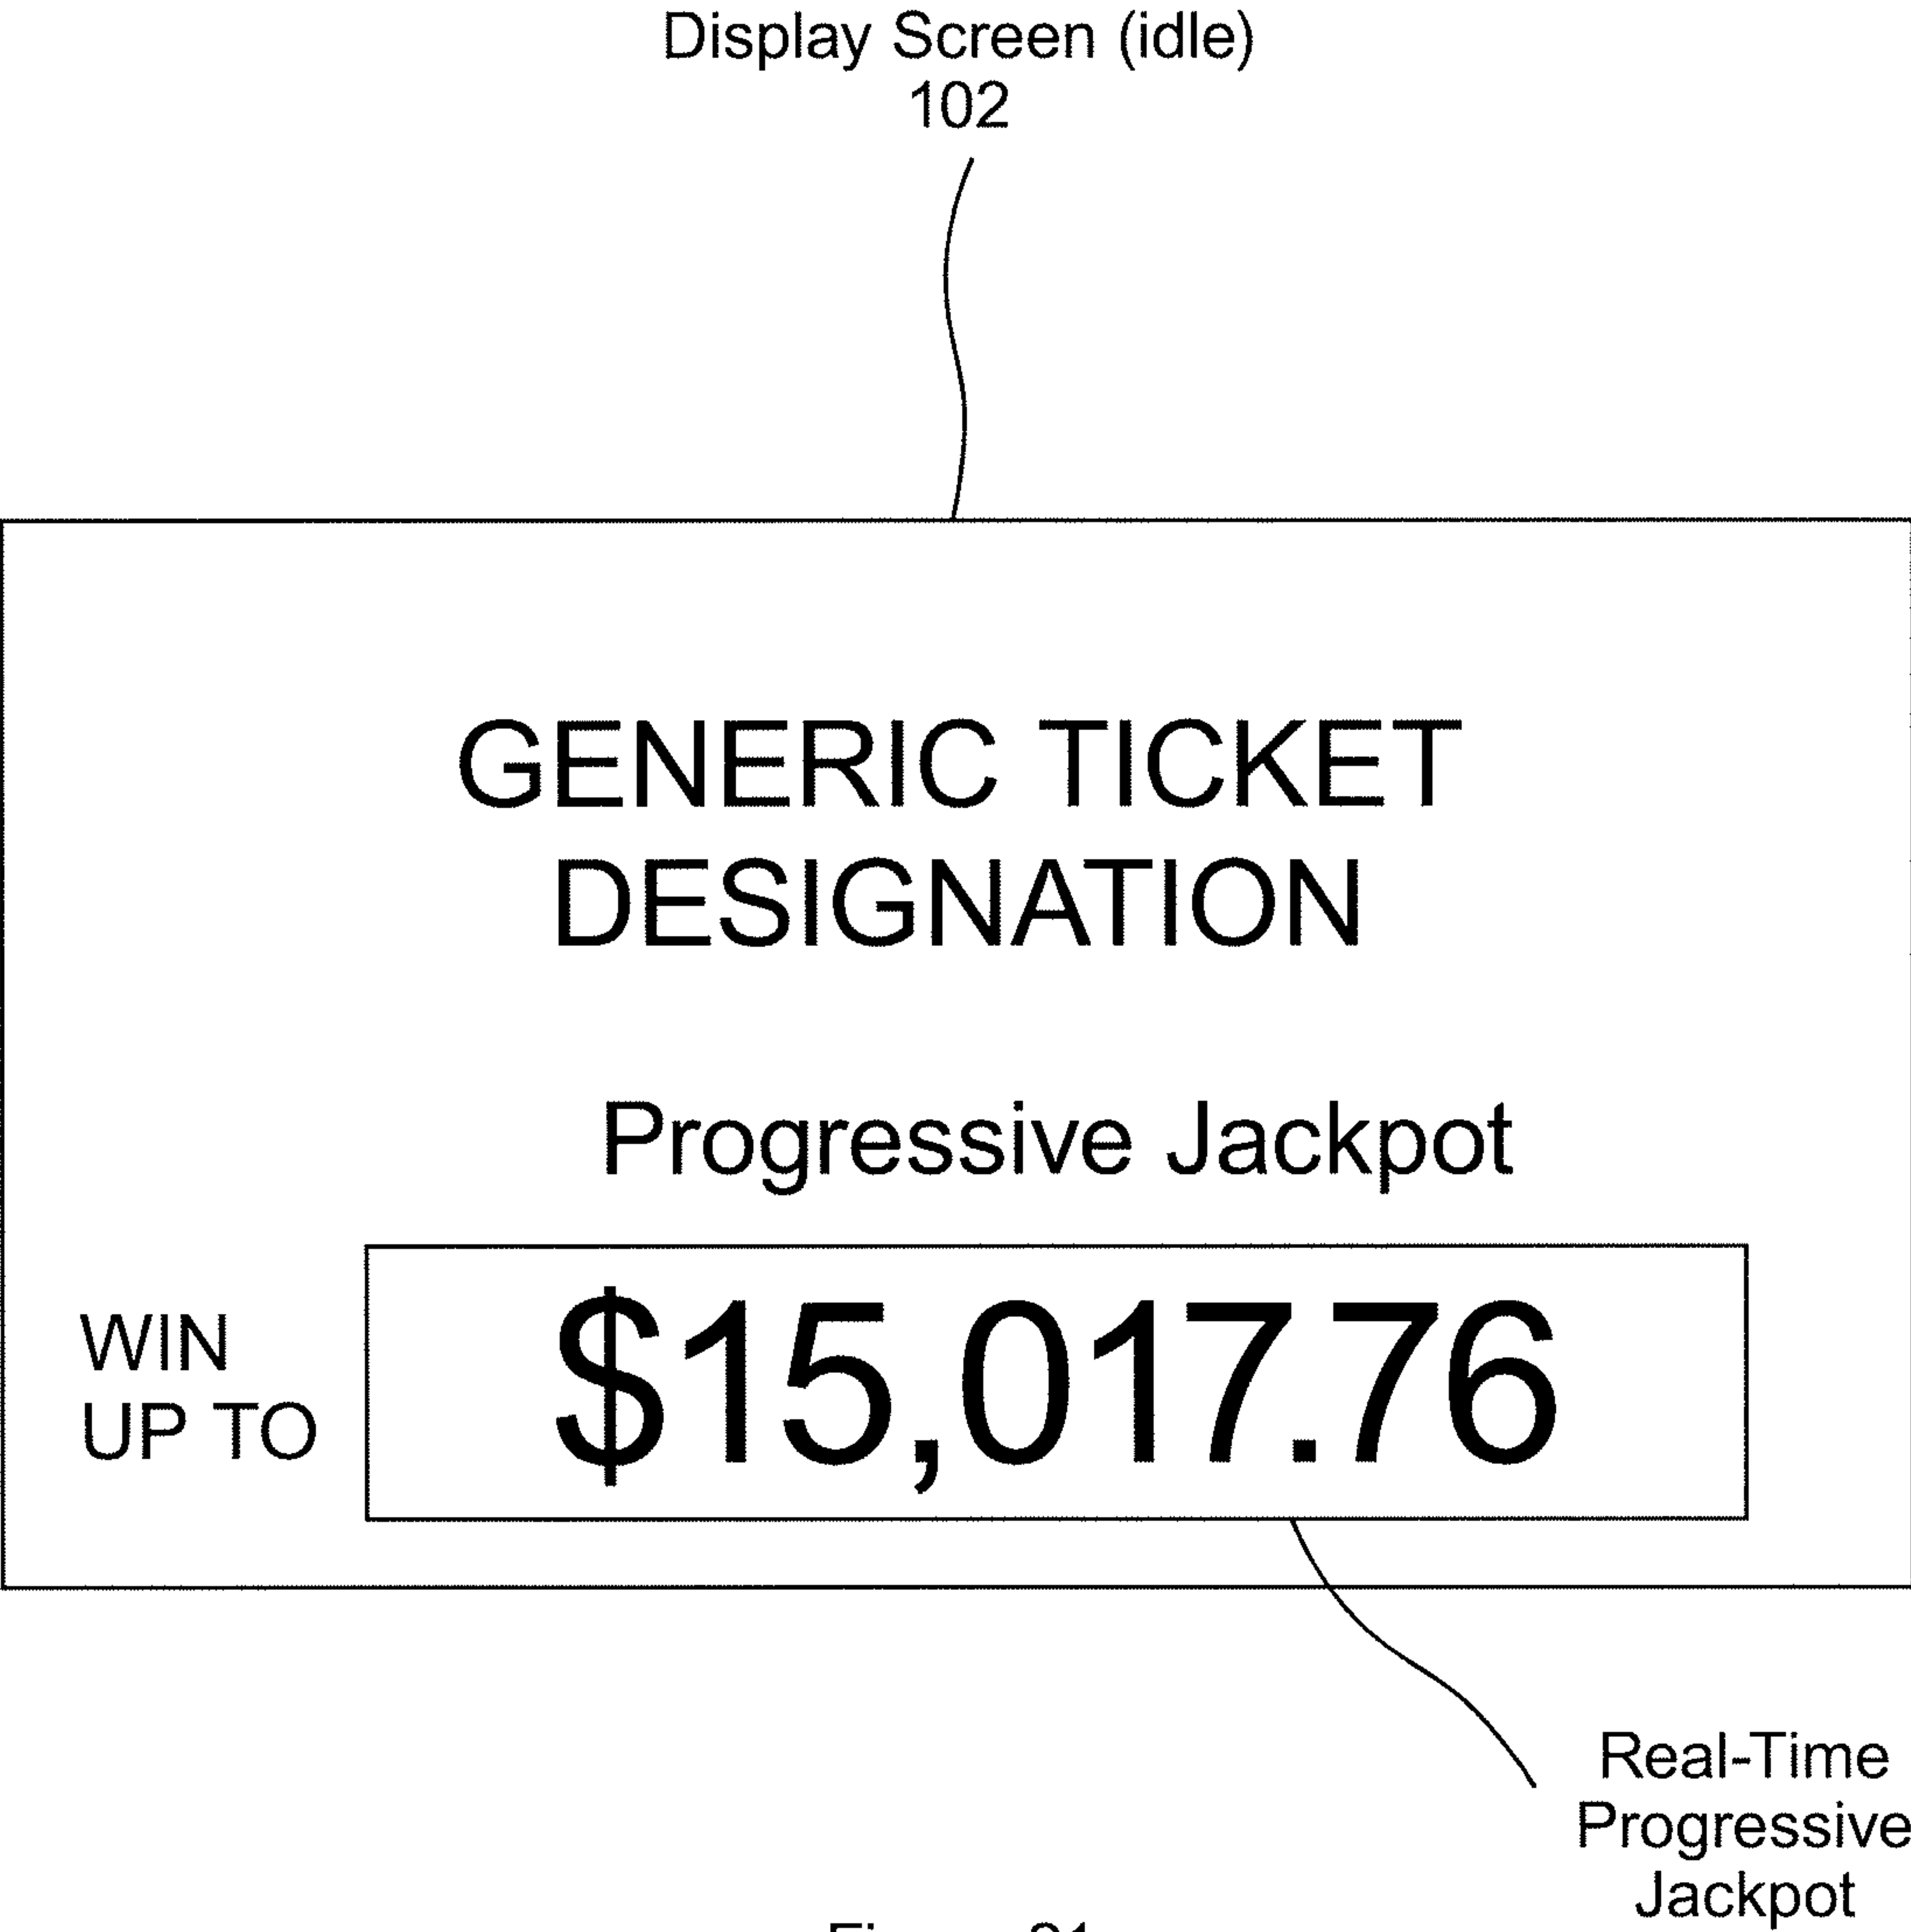 Display Screen (idle)
102
GENERIC TICKET
DESIGNATION
Progressive Jackpot
WIN
UP TO
$15,017.76
Real-Time
Progressive
Jackpot